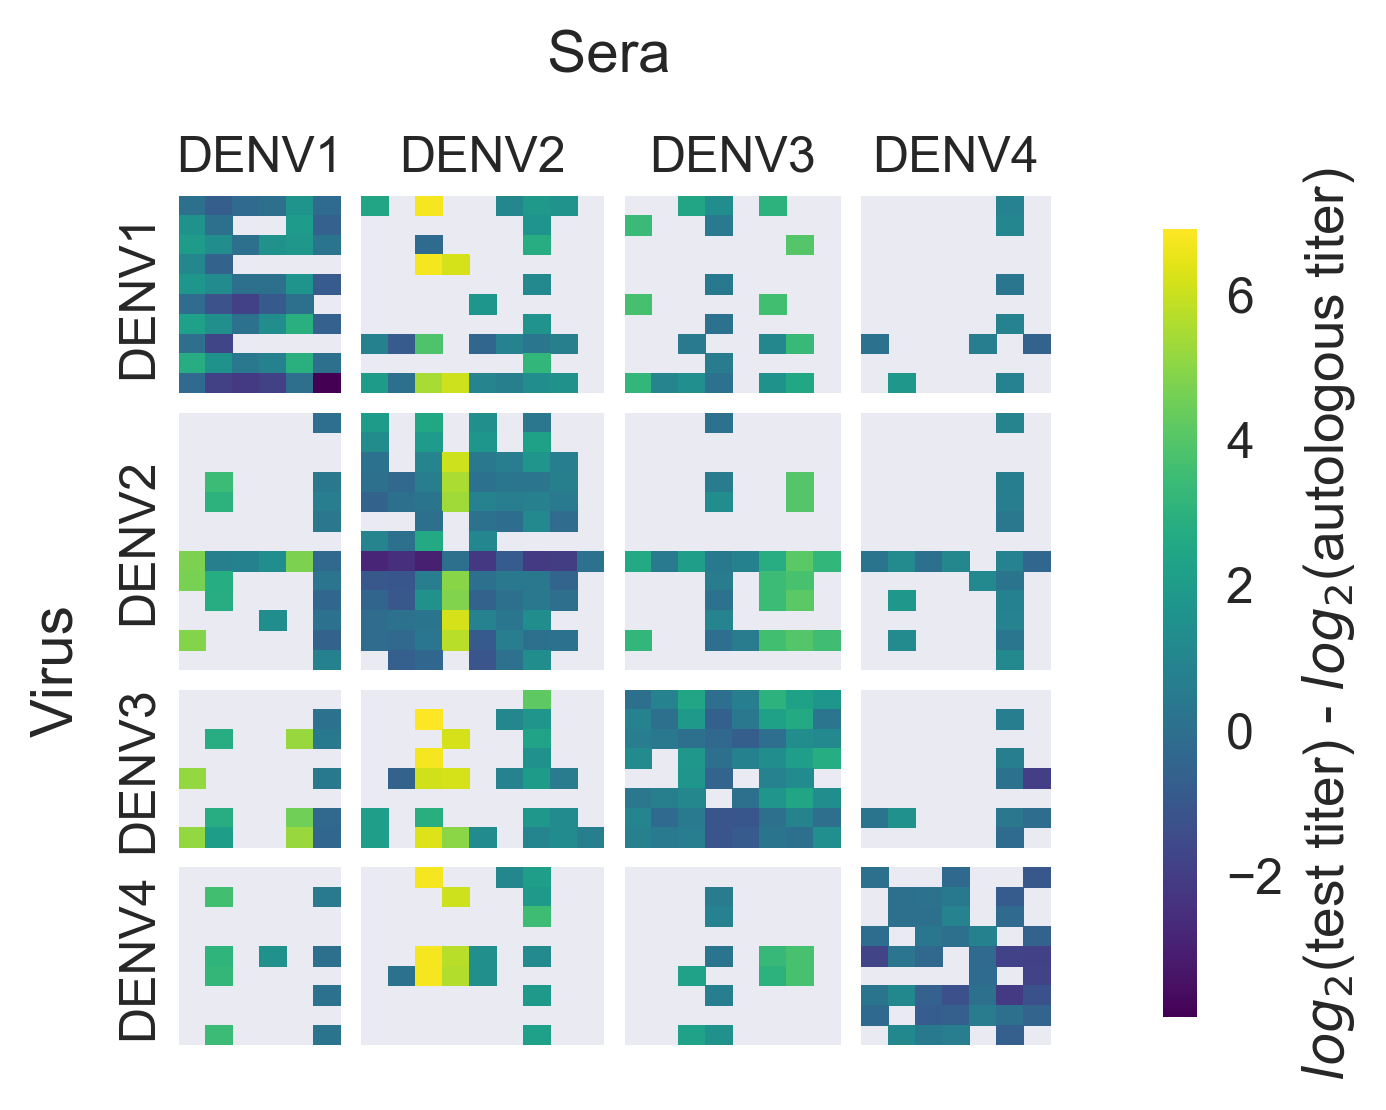 Sera
DENV1 DENV2 DENV3 DENV4
Virus
DENV1
DENV2
DENV3
DENV4
6
4
2
0
−2
log₂(test titer) - log₂(autologous titer)